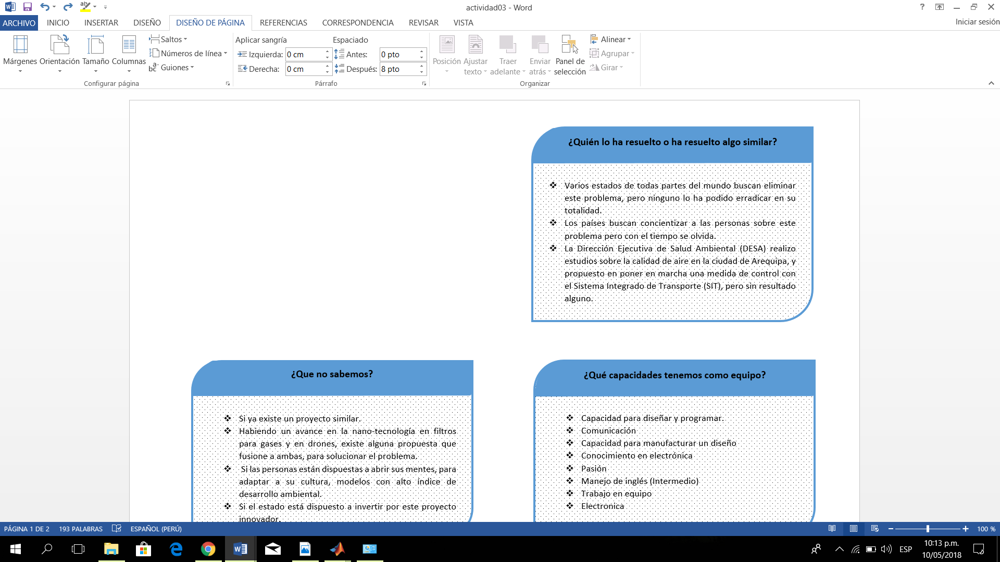 actividad03 - Word
?
ARCHIVO INICIO INSERTAR DISEÑO DISEÑO DE PÁGINA REFERENCIAS CORRESPONDENCIA REVISAR VISTA
Iniciar sesión
Márgenes
Orientación
Tamaño
Columnas
Saltos
Números de línea
Guiones
Configurar página
Aplicar sangría
Izquierda: 0 cm
Derecha: 0 cm
Espaciado
Antes: 0 pto
Después: 8 pto
Párrafo
Posición
Ajustar
texto
Traer
adelante
Enviar
atrás
Panel de
selección
Alinear
Agrupar
Girar
Organizar
¿Quién lo ha resuelto o ha resuelto algo similar?
❖ Varios estados de todas partes del mundo buscan eliminar
este problema, pero ninguno lo ha podido erradicar en su
totalidad.
❖ Los países buscan concientizar a las personas sobre este
problema pero con el tiempo se olvida.
❖ La Dirección Ejecutiva de Salud Ambiental (DESA) realizo
estudios sobre la calidad de aire en la ciudad de Arequipa, y
propuesto en poner en marcha una medida de control con
el Sistema Integrado de Transporte (SIT), pero sin resultado
alguno.
¿Que no sabemos?
❖ Si ya existe un proyecto similar.
❖ Habiendo un avance en la nano-tecnología en filtros
para gases y en drones, existe alguna propuesta que
fusione a ambas, para solucionar el problema.
❖ Si las personas están dispuestas a abrir sus mentes, para
adaptar a su cultura, modelos con alto índice de
desarrollo ambiental.
❖ Si el estado está dispuesto a invertir por este proyecto
innovador.
¿Qué capacidades tenemos como equipo?
❖ Capacidad para diseñar y programar.
❖ Comunicación
❖ Capacidad para manufacturar un diseño
❖ Conocimiento en electrónica
❖ Pasión
❖ Manejo de inglés (Intermedio)
❖ Trabajo en equipo
❖ Electronica
PÁGINA 1 DE 2 193 PALABRAS ESPAÑOL (PERÚ)
100 %
ESP
10:13 p.m.
10/05/2018